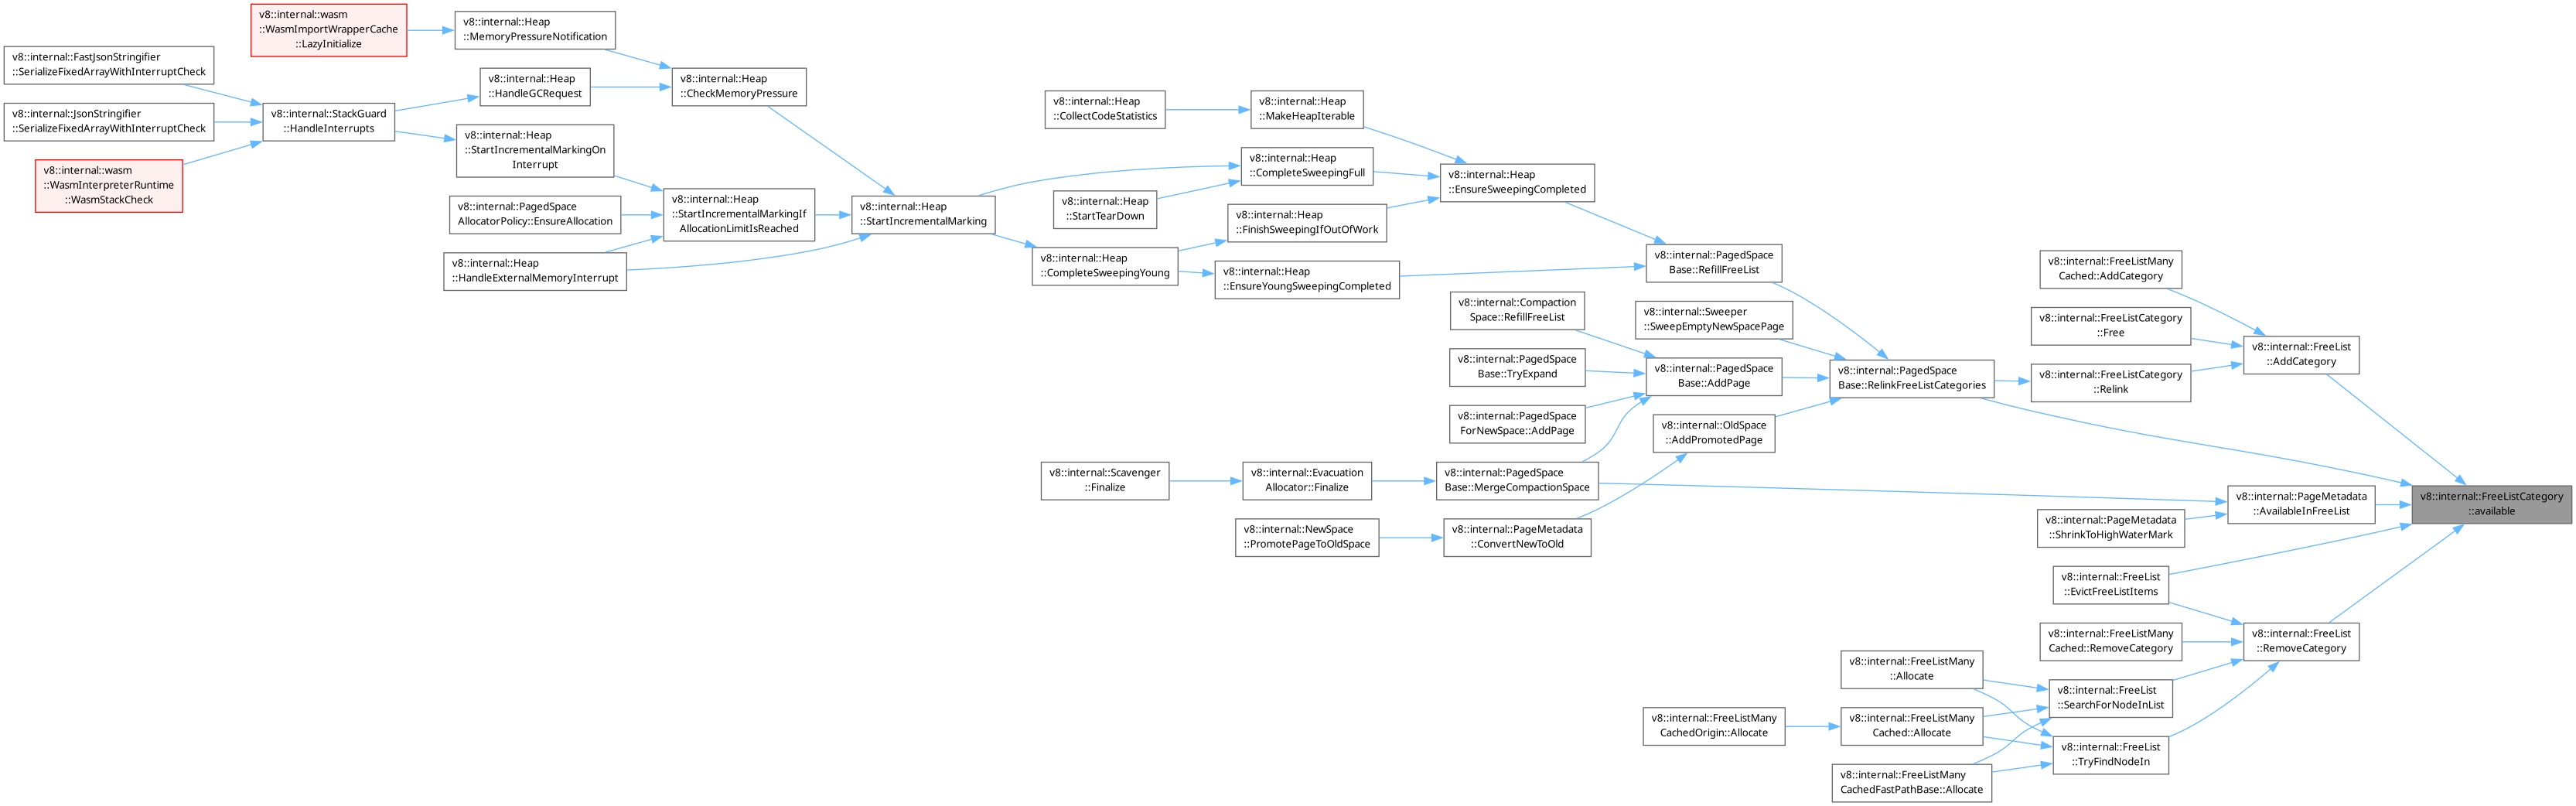 v8::internal::wasm
::WasmImportWrapperCache
::LazyInitialize
v8::internal::Heap
::MemoryPressureNotification
v8::internal::FastJsonStringifier
::SerializeFixedArrayWithInterruptCheck
v8::internal::Heap
::HandleGCRequest
v8::internal::Heap
::CheckMemoryPressure
v8::internal::JsonStringifier
::SerializeFixedArrayWithInterruptCheck
v8::internal::StackGuard
::HandleInterrupts
v8::internal::Heap
::StartIncrementalMarkingOn
Interrupt
v8::internal::wasm
::WasmInterpreterRuntime
::WasmStackCheck
v8::internal::PagedSpace
AllocatorPolicy::EnsureAllocation
v8::internal::Heap
::StartIncrementalMarkingIf
AllocationLimitIsReached
v8::internal::Heap
::HandleExternalMemoryInterrupt
v8::internal::Heap
::StartIncrementalMarking
v8::internal::Heap
::CollectCodeStatistics
v8::internal::Heap
::MakeHeapIterable
v8::internal::Heap
::CompleteSweepingFull
v8::internal::Heap
::StartTearDown
v8::internal::Heap
::FinishSweepingIfOutOfWork
v8::internal::Heap
::CompleteSweepingYoung
v8::internal::Heap
::EnsureYoungSweepingCompleted
v8::internal::Heap
::EnsureSweepingCompleted
v8::internal::PagedSpace
Base::RefillFreeList
v8::internal::Compaction
Space::RefillFreeList
v8::internal::Sweeper
::SweepEmptyNewSpacePage
v8::internal::PagedSpace
Base::TryExpand
v8::internal::PagedSpace
Base::AddPage
v8::internal::PagedSpace
ForNewSpace::AddPage
v8::internal::OldSpace
::AddPromotedPage
v8::internal::PagedSpace
Base::RelinkFreeListCategories
v8::internal::FreeListMany
Cached::AddCategory
v8::internal::FreeListCategory
::Free
v8::internal::FreeListCategory
::Relink
v8::internal::FreeList
::AddCategory
v8::internal::Scavenger
::Finalize
v8::internal::Evacuation
Allocator::Finalize
v8::internal::PagedSpace
Base::MergeCompactionSpace
v8::internal::NewSpace
::PromotePageToOldSpace
v8::internal::PageMetadata
::ConvertNewToOld
v8::internal::PageMetadata
::ShrinkToHighWaterMark
v8::internal::PageMetadata
::AvailableInFreeList
v8::internal::FreeListCategory
::available
v8::internal::FreeList
::EvictFreeListItems
v8::internal::FreeListMany
Cached::RemoveCategory
v8::internal::FreeList
::RemoveCategory
v8::internal::FreeListMany
::Allocate
v8::internal::FreeList
::SearchForNodeInList
v8::internal::FreeListMany
CachedOrigin::Allocate
v8::internal::FreeListMany
Cached::Allocate
v8::internal::FreeList
::TryFindNodeIn
v8::internal::FreeListMany
CachedFastPathBase::Allocate